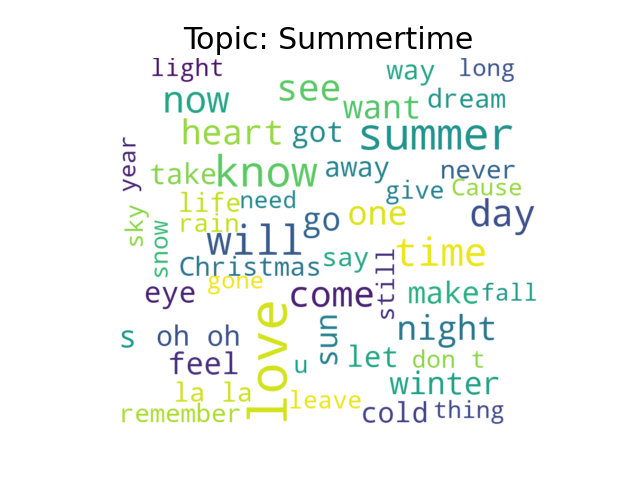 Topic: Summertime
light
way
long
see
now
want
dream
heart
got
summer
year
take
know
away
never
give
Cause
life
need
sky
rain
go
one
day
snow
will
Christmas
say
still
time
gone
eye
come
make
fall
love
s
oh oh
sun
night
feel
u
let
don t
la la
leave
winter
remember
cold
thing